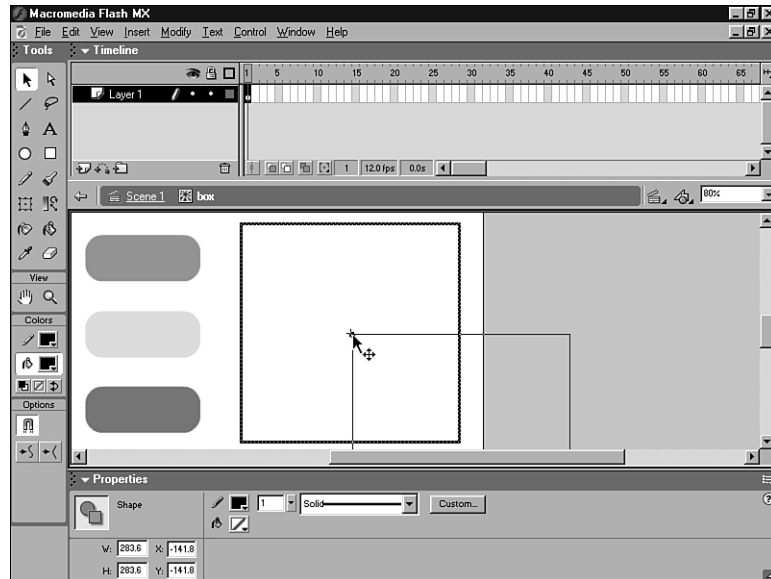 Macromedia Flash MX
File Edit View Insert Modify Text Control Window Help
Tools Timeline
1 5 10 15 20 25 30 35 40 45 50 55 60 65
Layer 1
A
1 12.0 fps 0.0s
Scene 1 box 80%
View
Colors
Options
Properties
Shape 1 Solid Custom...
W: 283.6 X: -141.8
H: 283.6 Y: -141.8